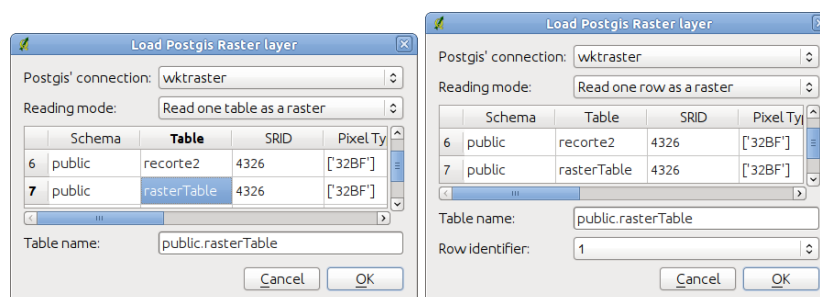 Load Postgis Raster layer
Postgis' connection: wktraster
Reading mode: Read one table as a raster
Schema Table SRID Pixel Ty
6 public recorte2 4326 ['32BF']
7 public rasterTable 4326 ['32BF']
Table name: public.rasterTable
Cancel OK
Load Postgis Raster layer
Postgis' connection: wktraster
Reading mode: Read one row as a raster
Schema Table SRID Pixel Ty
6 public recorte2 4326 ['32BF']
7 public rasterTable 4326 ['32BF']
Table name: public.rasterTable
Row identifier: 1
Cancel OK